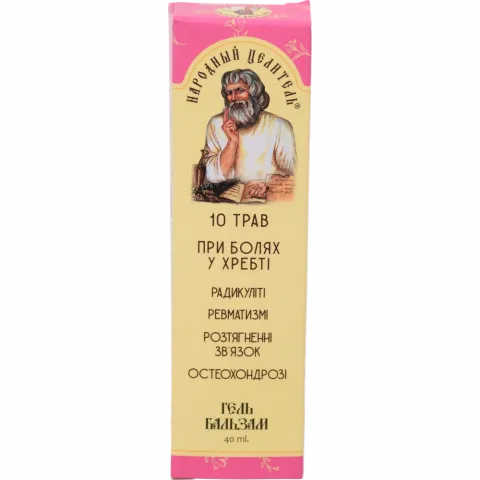 НАРОДНЫЙ ЦЕЛИТЕЛЬ®
10 ТРАВ
ПРИ БОЛЯХ
У ХРЕБТІ
РАДИКУЛІТІ
РЕВМАТИЗМІ
РОЗТЯГНЕННІ
ЗВ'ЯЗОК
ОСТЕОХОНДРОЗІ
ГЕЛЬ
БАЛЬЗАМ
40 ml.